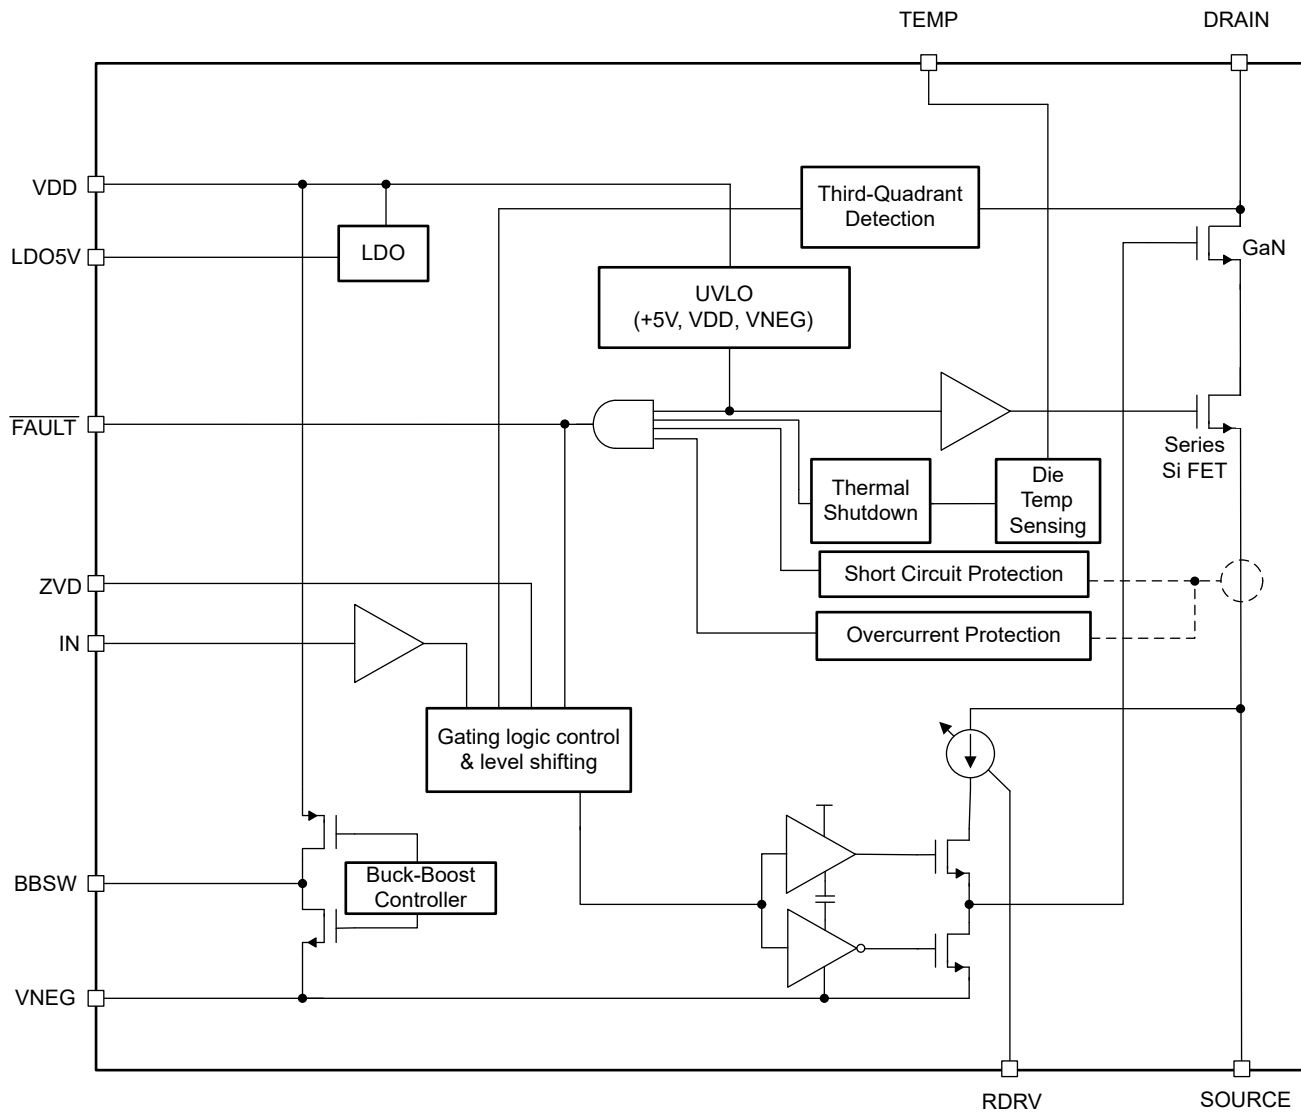 TEMP
DRAIN
VDD
Third-Quadrant
Detection
LDO5V
LDO
GaN
UVLO
(+5V, VDD, VNEG)
FAULT
Series
Si FET
Thermal
Shutdown
Die
Temp
Sensing
ZVD
Short Circuit Protection
IN
Overcurrent Protection
Gating logic control
& level shifting
BBSW
Buck-Boost
Controller
VNEG
RDRV
SOURCE